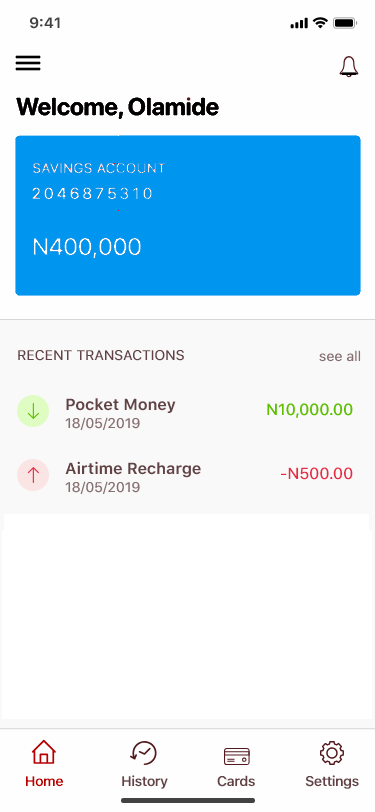 9:41
Welcome, Olamide
SAVINGS ACCOUNT
2046875310
N400,000
RECENT TRANSACTIONS see all
Pocket Money N10,000.00
18/05/2019
Airtime Recharge -N500.00
18/05/2019
Home History Cards Settings